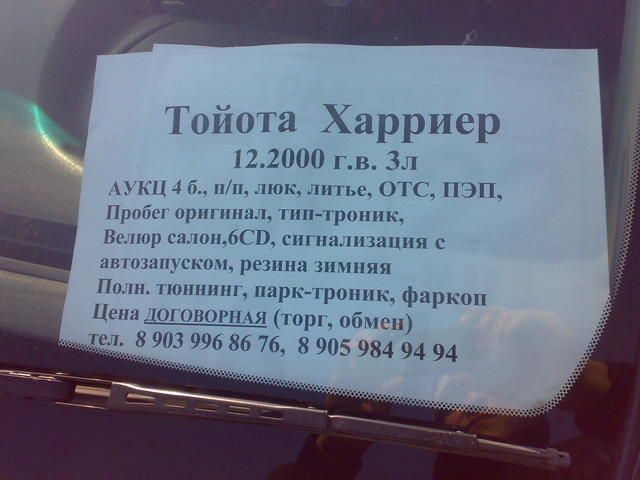 Тойота Харриер
12.2000 г.в. 3л
АУКЦ 4 б., п/п, люк, литье, ОТС, ПЭП,
Пробег оригинал, тип-троник,
Велюр салон,6CD, сигнализация с
автозапуском, резина зимняя
Полн. тюннинг, парк-троник, фаркоп
Цена ДОГОВОРНАЯ (торг, обмен)
тел. 8 903 996 86 76, 8 905 984 94 94